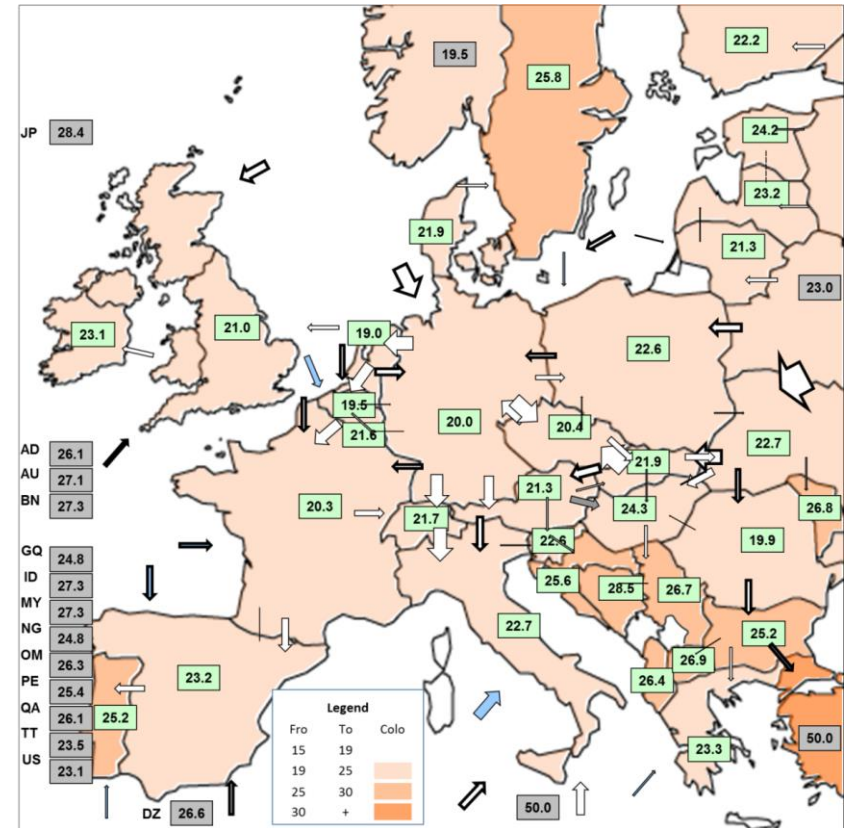 19.5
22.2
25.8
JP 28.4
24.2
23.2
21.9
21.3
23.0
23.1
21.0
19.0
22.6
19.5
20.0
20.4
21.6
22.7
21.9
AD 26.1
AU 27.1
BN 27.3
20.3
21.3
24.3
26.8
21.7
22.6
19.9
GQ 24.8
ID 27.3
MY 27.3
NG 24.8
OM 26.3
PE 25.4
QA 26.1
TT 23.5
US 23.1
25.6
28.5
26.7
22.7
25.2
23.2
26.9
26.4
25.2
23.3
50.0
Legend
Fro To Colo
15 19
19 25
25 30
30 +
DZ 26.6
50.0